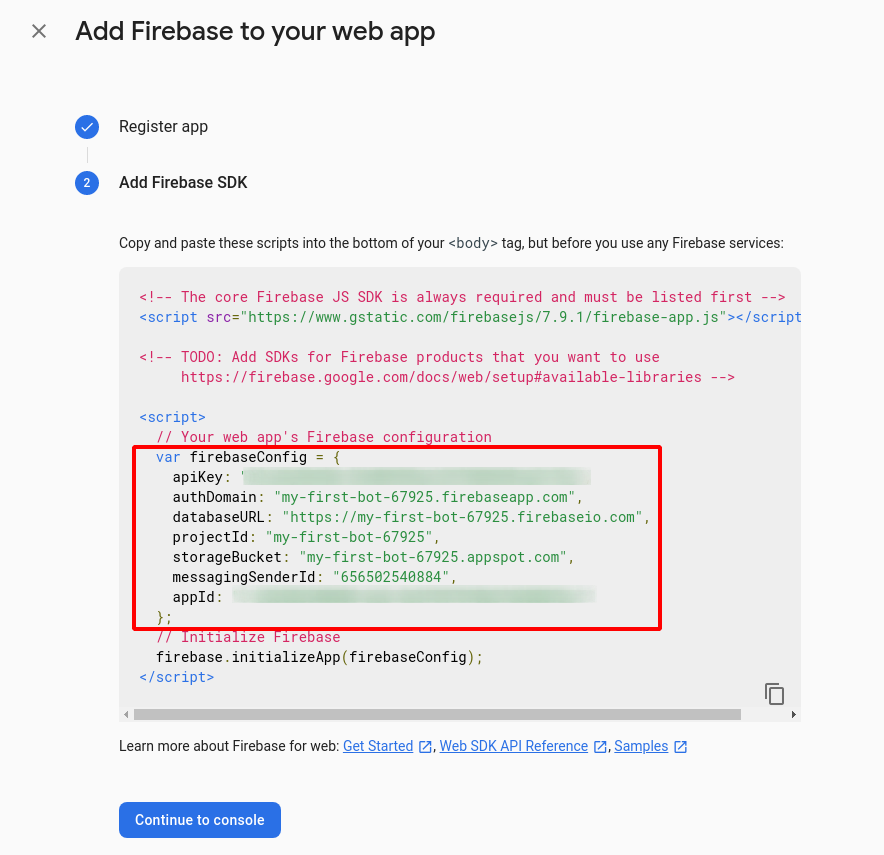 Add Firebase to your web app
Register app
2 Add Firebase SDK
Copy and paste these scripts into the bottom of your <body> tag, but before you use any Firebase services:
<!-- The core Firebase JS SDK is always required and must be listed first -->
<script src="https://www.gstatic.com/firebasejs/7.9.1/firebase-app.js"></script
<!-- TODO: Add SDKs for Firebase products that you want to use
https://firebase.google.com/docs/web/setup#available-libraries -->
<script>
// Your web app's Firebase configuration
var firebaseConfig = {
apiKey: "
authDomain: "my-first-bot-67925.firebaseapp.com",
databaseURL: "https://my-first-bot-67925.firebaseio.com",
projectId: "my-first-bot-67925",
storageBucket: "my-first-bot-67925.appspot.com",
messagingSenderId: "656502540884",
appId:
};
// Initialize Firebase
firebase.initializeApp(firebaseConfig);
</script>
Learn more about Firebase for web: Get Started, Web SDK API Reference, Samples
Continue to console